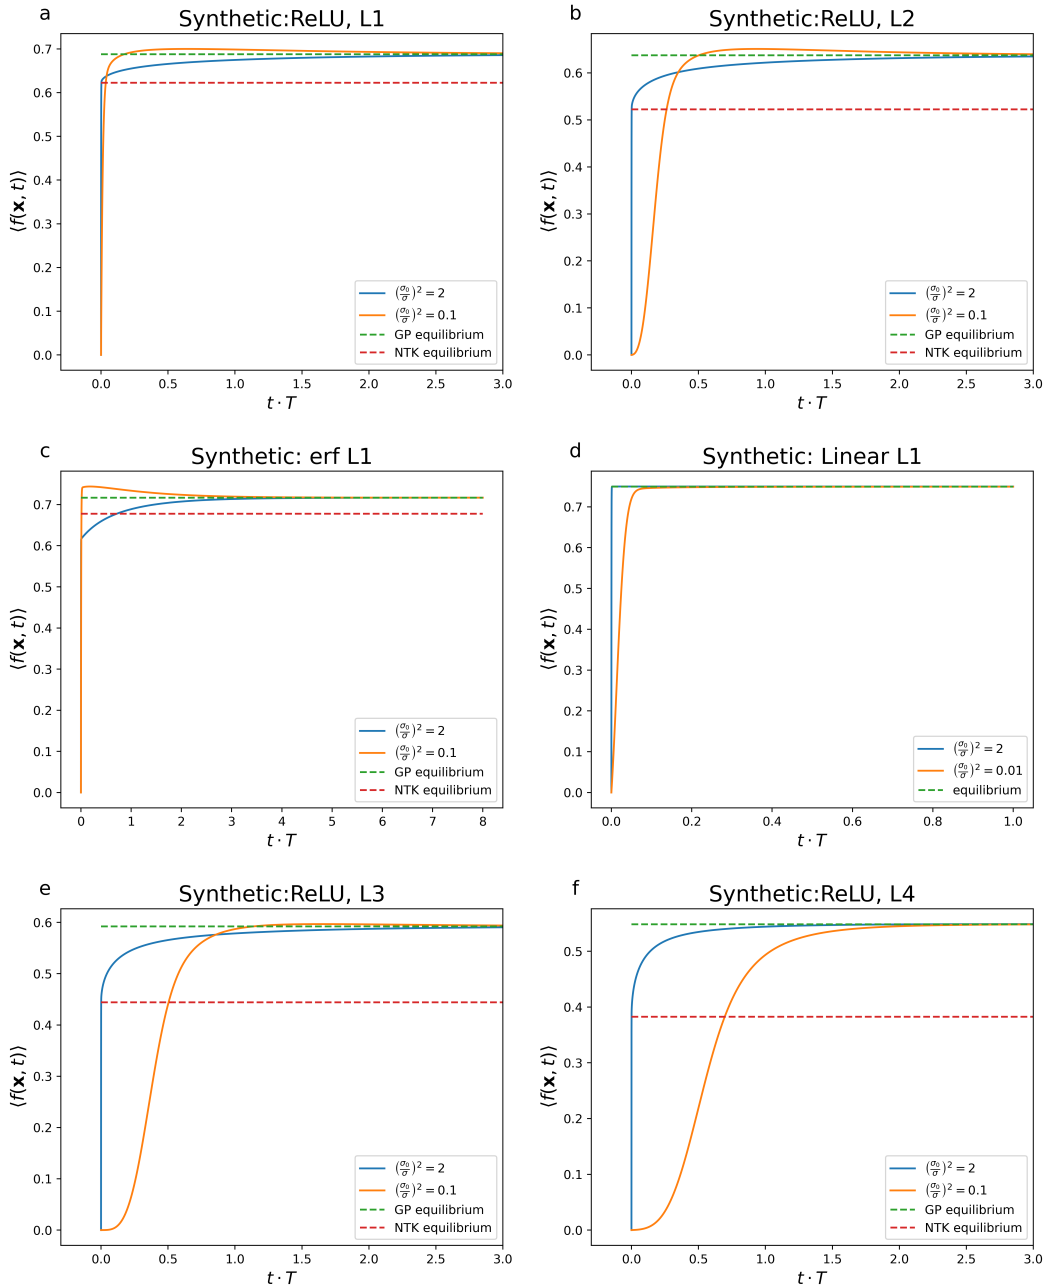 a
Synthetic:ReLU, L1
⟨f(𝐱, t)⟩
0.7
0.6
0.5
0.4
0.3
0.2
0.1
0.0
(σ₀/σ)² = 2
(σ₀/σ)² = 0.1
GP equilibrium
NTK equilibrium
0.0 0.5 1.0 1.5 2.0 2.5 3.0
t · T
b
Synthetic:ReLU, L2
⟨f(𝐱, t)⟩
0.6
0.5
0.4
0.3
0.2
0.1
0.0
(σ₀/σ)² = 2
(σ₀/σ)² = 0.1
GP equilibrium
NTK equilibrium
0.0 0.5 1.0 1.5 2.0 2.5 3.0
t · T
c
Synthetic: erf L1
⟨f(𝐱, t)⟩
0.7
0.6
0.5
0.4
0.3
0.2
0.1
0.0
(σ₀/σ)² = 2
(σ₀/σ)² = 0.1
GP equilibrium
NTK equilibrium
0 1 2 3 4 5 6 7 8
t · T
d
Synthetic: Linear L1
⟨f(𝐱, t)⟩
0.7
0.6
0.5
0.4
0.3
0.2
0.1
0.0
(σ₀/σ)² = 2
(σ₀/σ)² = 0.01
equilibrium
0.0 0.2 0.4 0.6 0.8 1.0
t · T
e
Synthetic:ReLU, L3
⟨f(𝐱, t)⟩
0.6
0.5
0.4
0.3
0.2
0.1
0.0
(σ₀/σ)² = 2
(σ₀/σ)² = 0.1
GP equilibrium
NTK equilibrium
0.0 0.5 1.0 1.5 2.0 2.5 3.0
t · T
f
Synthetic:ReLU, L4
⟨f(𝐱, t)⟩
0.5
0.4
0.3
0.2
0.1
0.0
(σ₀/σ)² = 2
(σ₀/σ)² = 0.1
GP equilibrium
NTK equilibrium
0.0 0.5 1.0 1.5 2.0 2.5 3.0
t · T